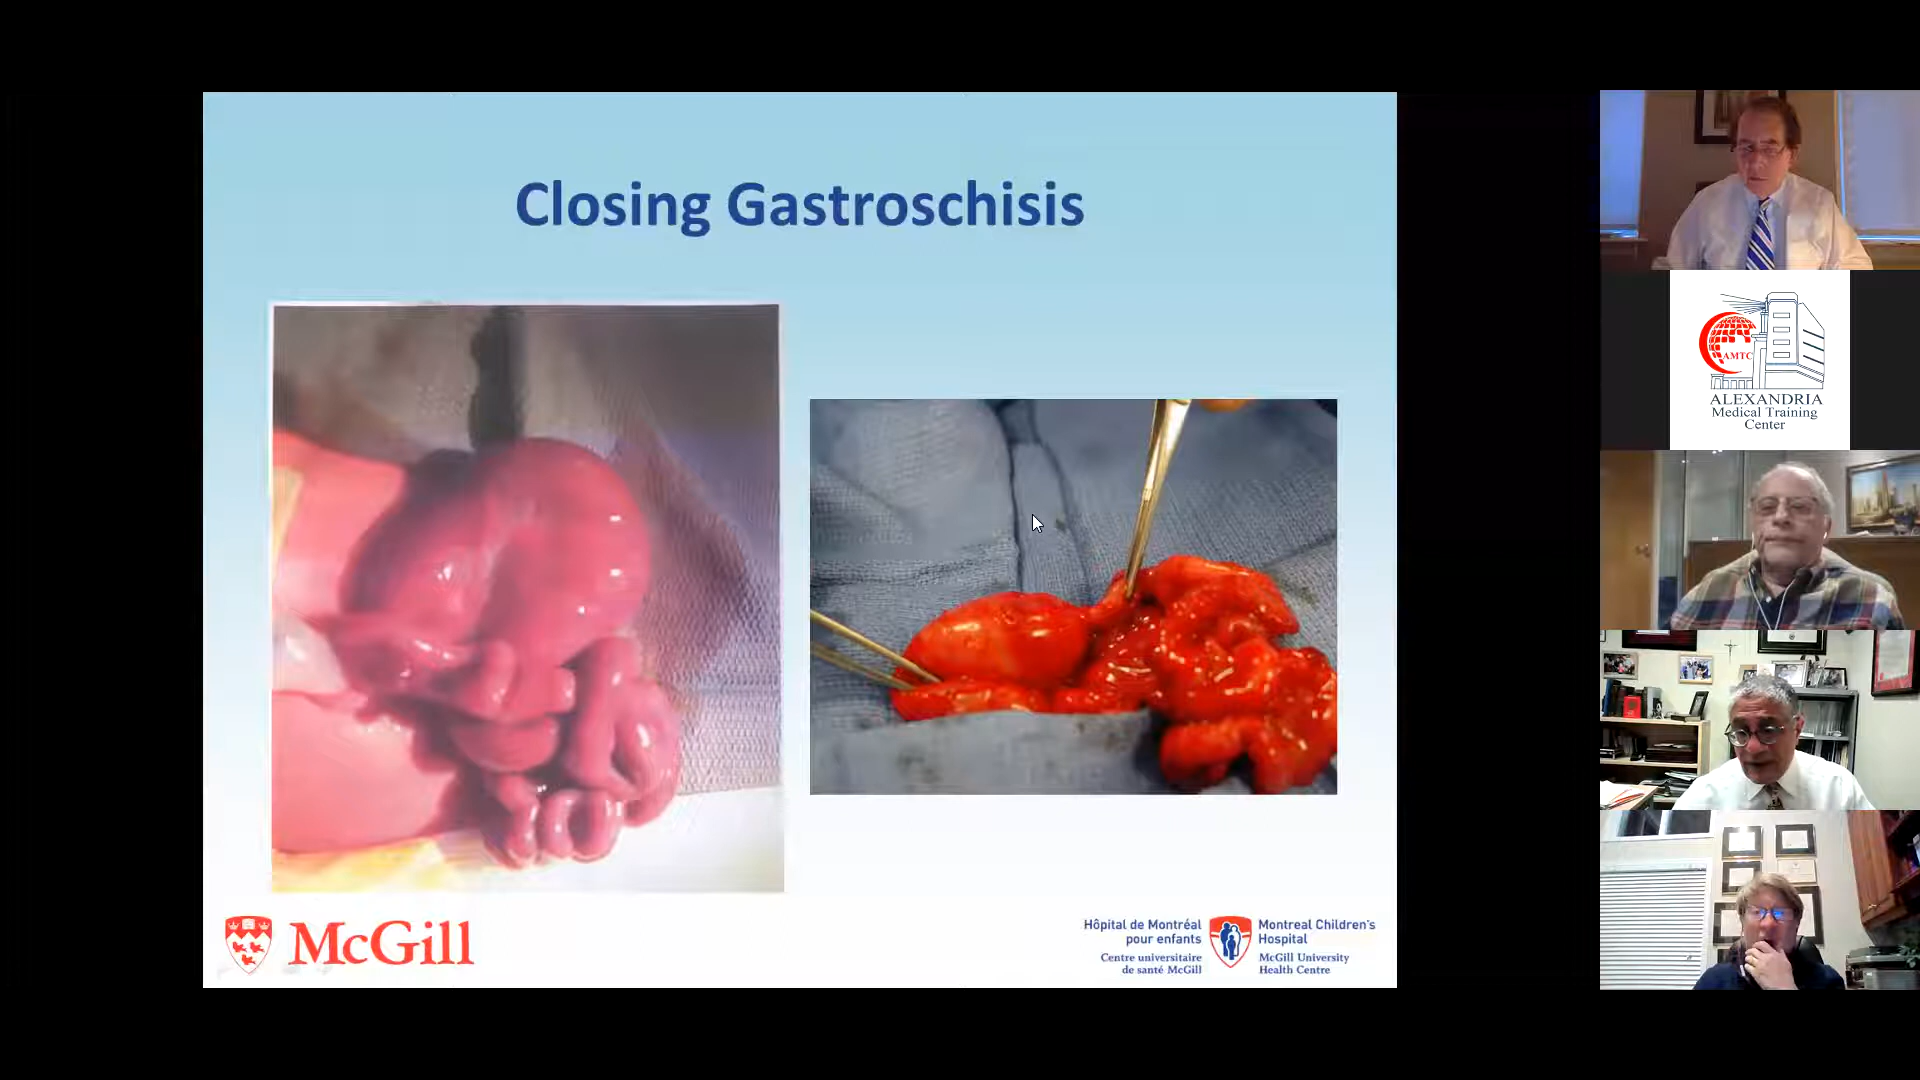 Closing Gastroschisis
McGill
Hôpital de Montréal
pour enfants
Centre universitaire
de santé McGill
Montreal Children's
Hospital
McGill University
Health Centre
AMTC
ALEXANDRIA
Medical Training
Center